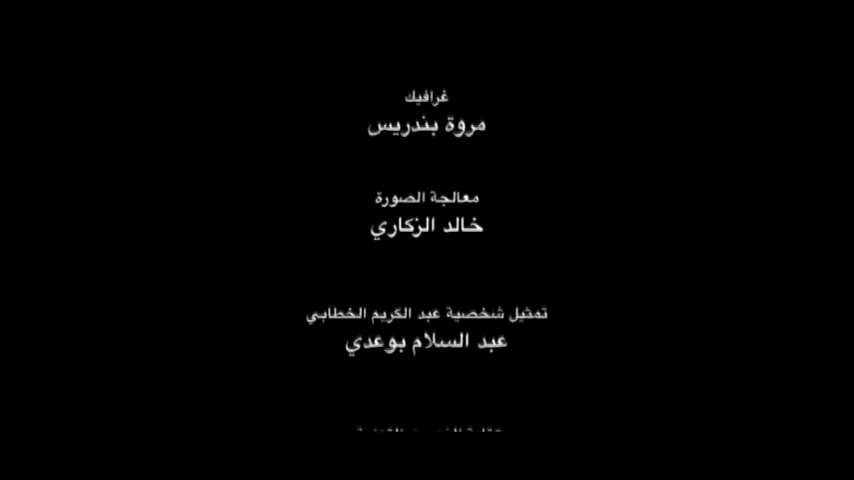 غرافيك
مروة بندريس
معالجة الصورة
خالد الزكاري
تمثيل شخصية عبد الكريم الخطابي
عبد السلام بوعدي